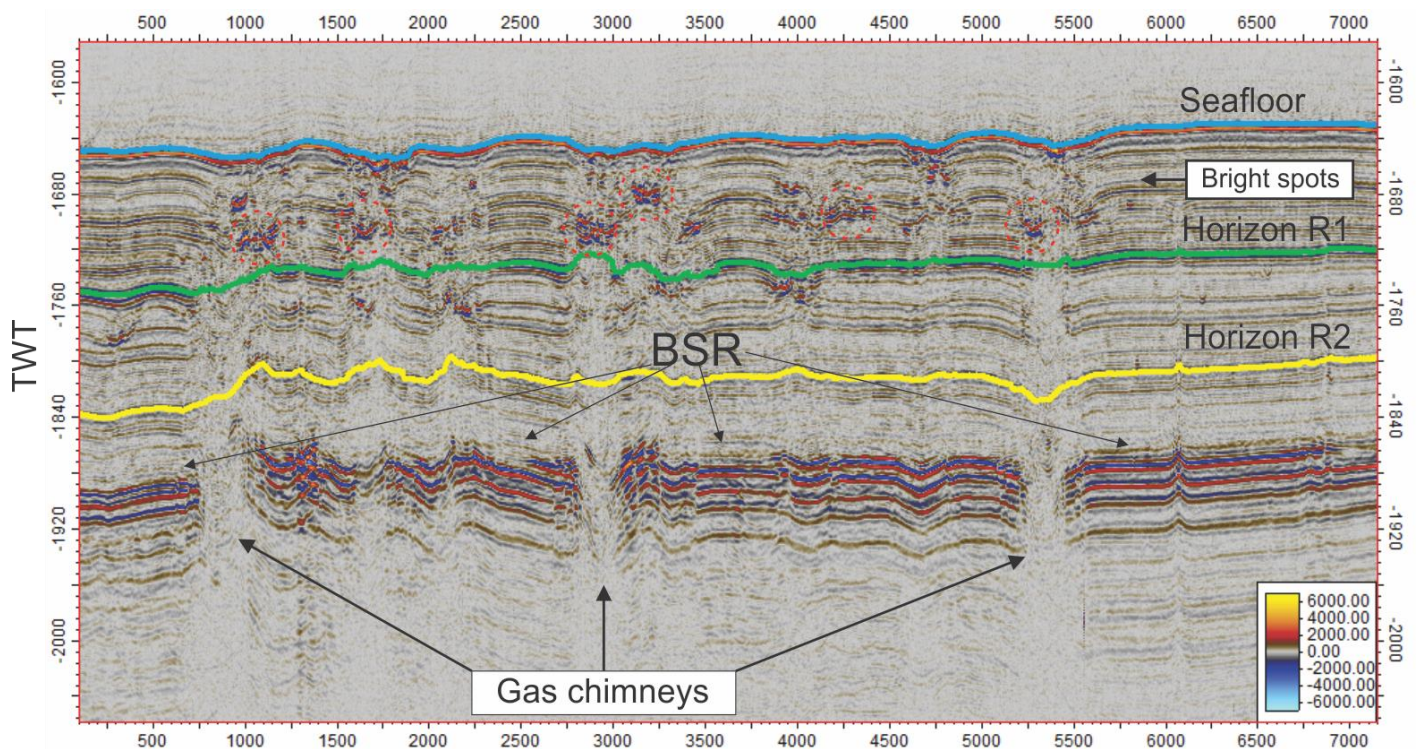 500 1000 1500 2000 2500 3000 3500 4000 4500 5000 5500 6000 6500 7000
-1600 -1600
Seafloor
Bright spots
-1680 -1680
Horizon R1
-1760 -1760
TWT
Horizon R2
BSR
-1840 -1840
-1920 -1920
6000.00
4000.00
2000.00
0.00
-2000.00
-4000.00
-6000.00
-2000 -2000
Gas chimneys
500 1000 1500 2000 2500 3000 3500 4000 4500 5000 5500 6000 6500 7000